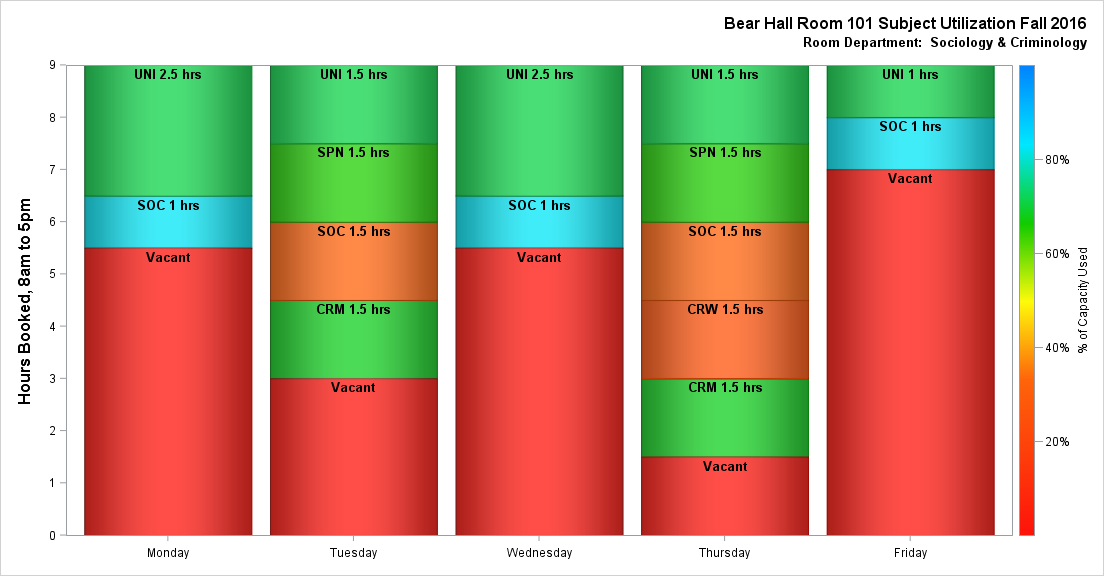 Bear Hall Room 101 Subject Utilization Fall 2016
Room Department:  Sociology & Criminology
Hours Booked, 8am to 5pm
9
8
7
6
5
4
3
2
1
0
UNI 2.5 hrs
SOC 1 hrs
Vacant
Monday
UNI 1.5 hrs
SPN 1.5 hrs
SOC 1.5 hrs
CRM 1.5 hrs
Vacant
Tuesday
UNI 2.5 hrs
SOC 1 hrs
Vacant
Wednesday
UNI 1.5 hrs
SPN 1.5 hrs
SOC 1.5 hrs
CRW 1.5 hrs
CRM 1.5 hrs
Vacant
Thursday
UNI 1 hrs
SOC 1 hrs
Vacant
Friday
80%
60%
40%
20%
% of Capacity Used